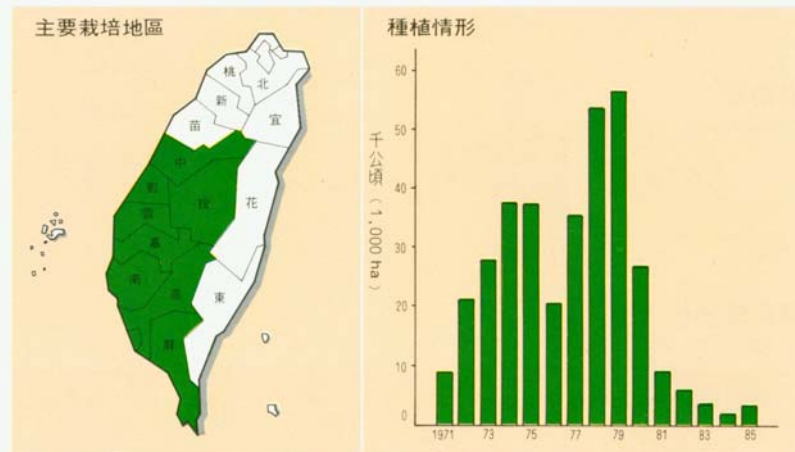 主要栽培地區
桃
北
新
苗
宜
中
彰
投
花
雲
嘉
南
高
東
屏
種植情形
千公頃(1,000 ha)
60
50
40
30
20
10
0
1971
73
75
77
79
81
83
85